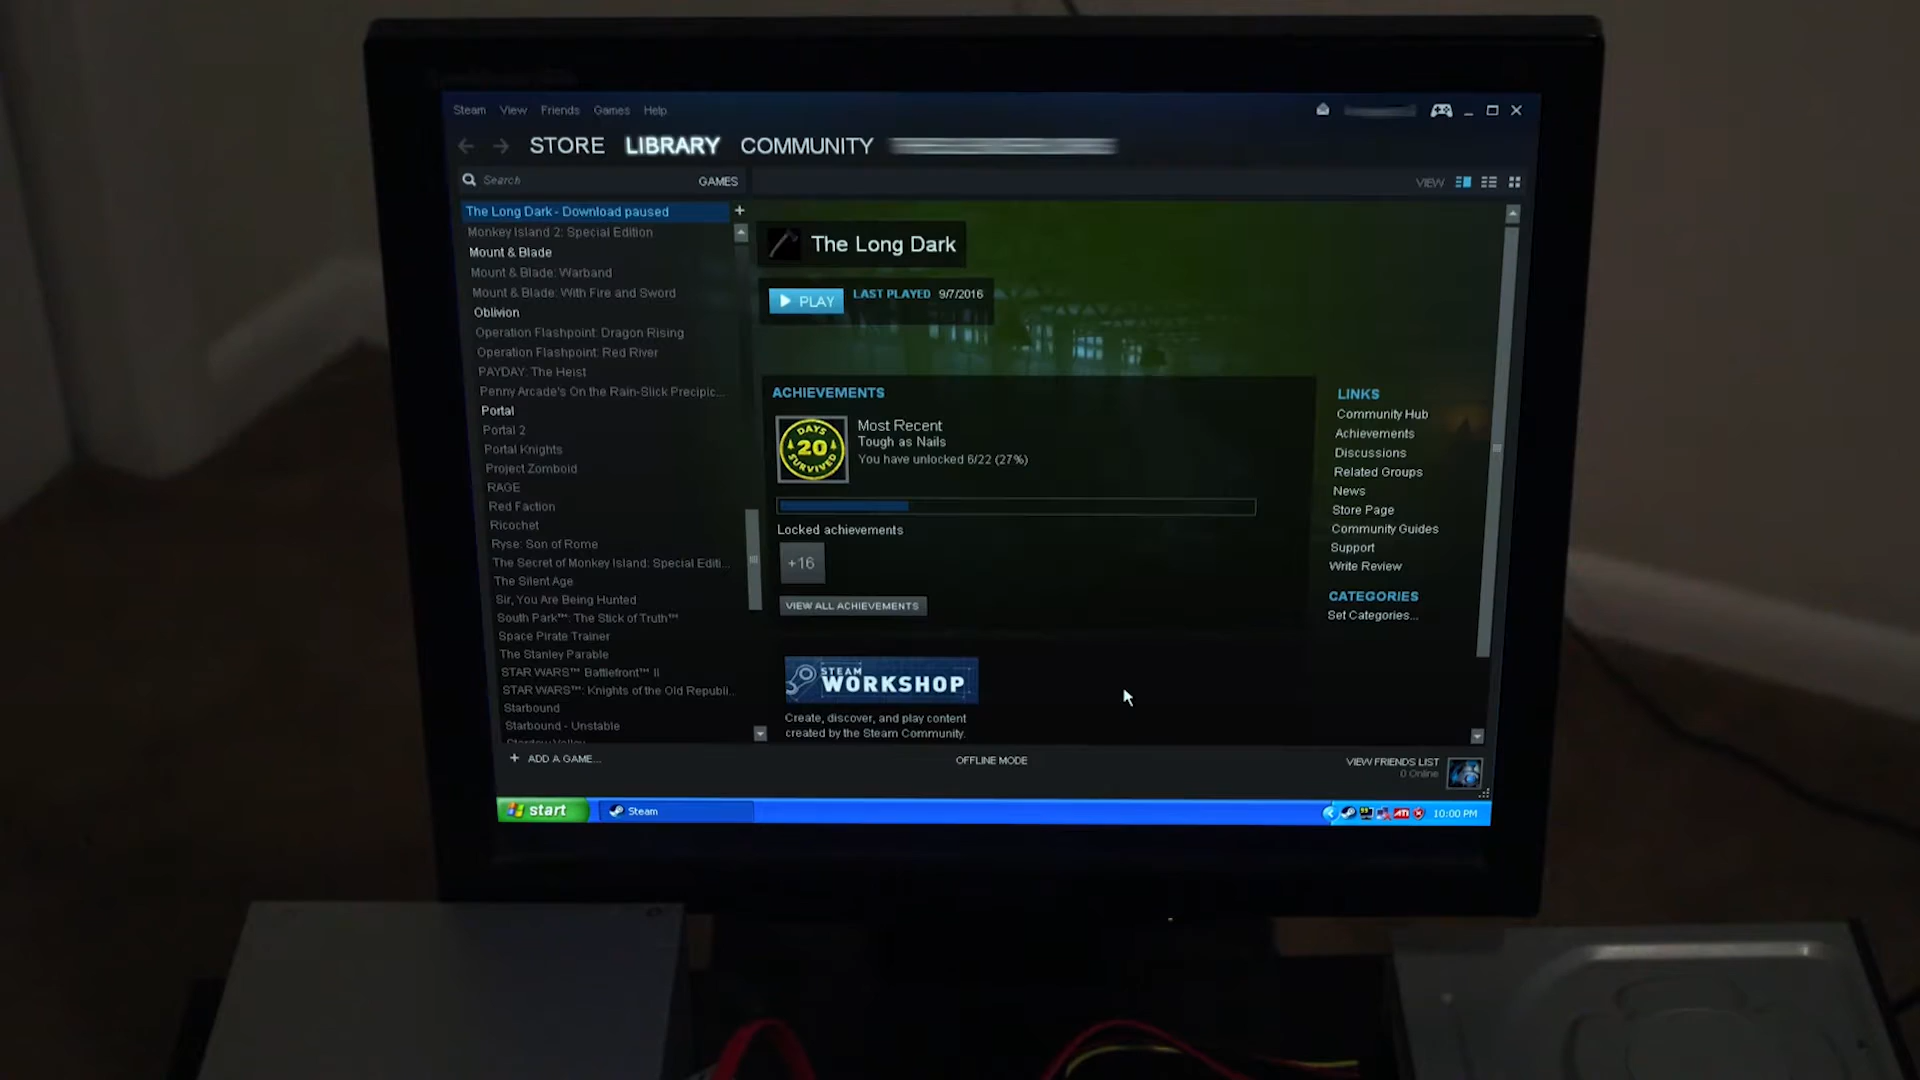 Steam View Friends Games Help
STORE LIBRARY COMMUNITY
Search GAMES VIEW
The Long Dark - Download paused +
Monkey Island 2: Special Edition
Mount & Blade
Mount & Blade: Warband
Mount & Blade: With Fire and Sword
Oblivion
Operation Flashpoint: Dragon Rising
Operation Flashpoint: Red River
PAYDAY: The Heist
Penny Arcade's On the Rain-Slick Precipic...
Portal
Portal 2
Portal Knights
Project Zomboid
RAGE
Red Faction
Ricochet
Ryse: Son of Rome
The Secret of Monkey Island: Special Editi...
The Silent Age
Sir, You Are Being Hunted
South Park™: The Stick of Truth™
Space Pirate Trainer
The Stanley Parable
STAR WARS™ Battlefront™ II
STAR WARS™: Knights of the Old Republi...
Starbound
Starbound - Unstable
Stardew Valley
+ ADD A GAME...
The Long Dark
PLAY LAST PLAYED 9/7/2016
ACHIEVEMENTS
DAYS
20
SURVIVED
Most Recent
Tough as Nails
You have unlocked 6/22 (27%)
Locked achievements
+16
VIEW ALL ACHIEVEMENTS
STEAM
WORKSHOP
Create, discover, and play content
created by the Steam Community.
LINKS
Community Hub
Achievements
Discussions
Related Groups
News
Store Page
Community Guides
Support
Write Review
CATEGORIES
Set Categories...
OFFLINE MODE
VIEW FRIENDS LIST
0 Online
start Steam ATI 10:00 PM